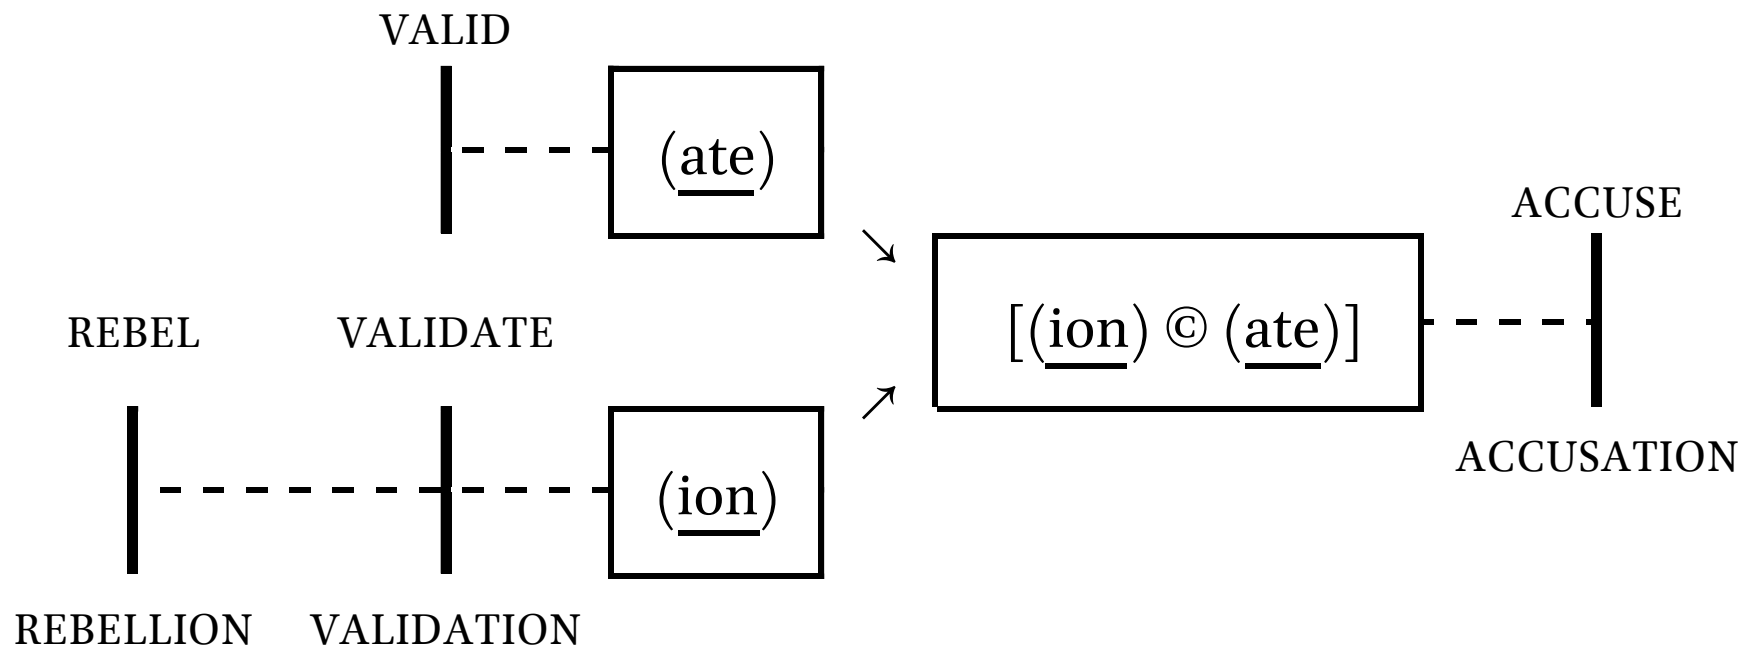 VALID
(ate)
ACCUSE
REBEL VALIDATE
[(ion) © (ate)]
ACCUSATION
(ion)
REBELLION VALIDATION